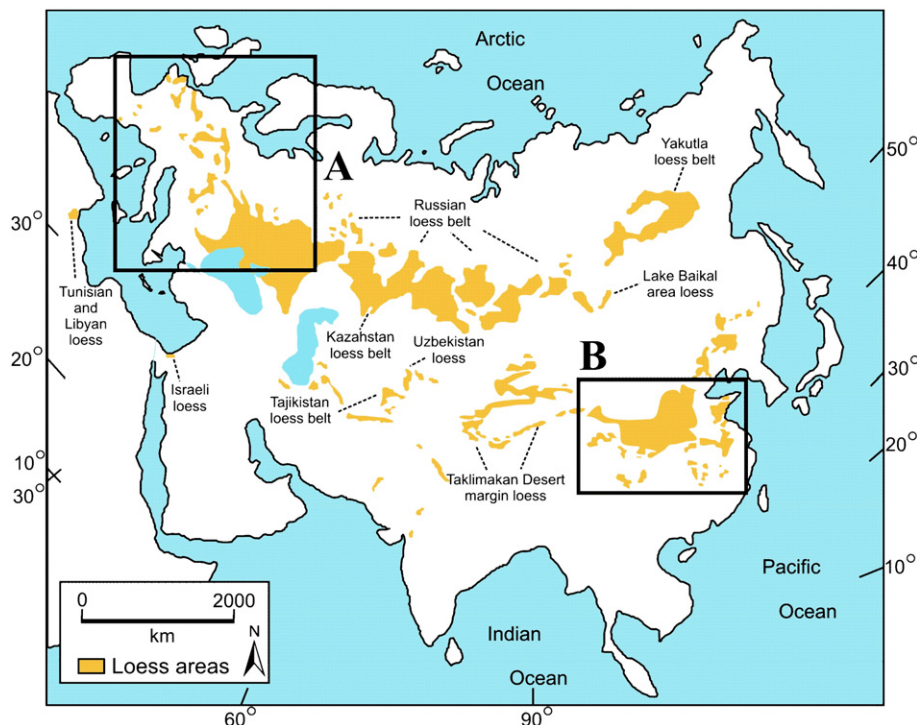 Arctic
Ocean
Yakutla
loess belt
50°
A
Russian
loess belt
30°
40°
Lake Baikal
area loess
Tunisian
and
Libyan
loess
Kazahstan
loess belt
Uzbekistan
loess
B
20°
30°
Israeli
loess
Tajikistan
loess belt
20°
Taklimakan Desert
margin loess
10°
30°
Pacific
Ocean
10°
0
2000
km
N
Loess areas
Indian
Ocean
60°
90°